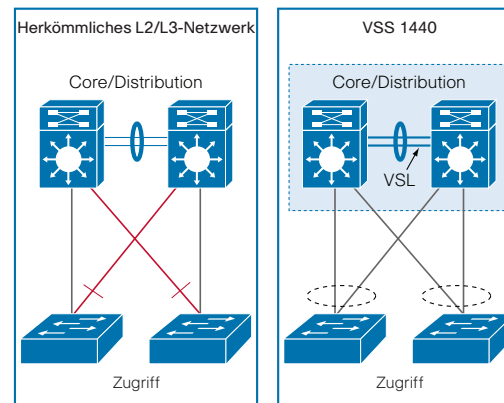 Herkömmliches L2/L3-Netzwerk
Core/Distribution
Zugriff
VSS 1440
Core/Distribution
VSL
Zugriff